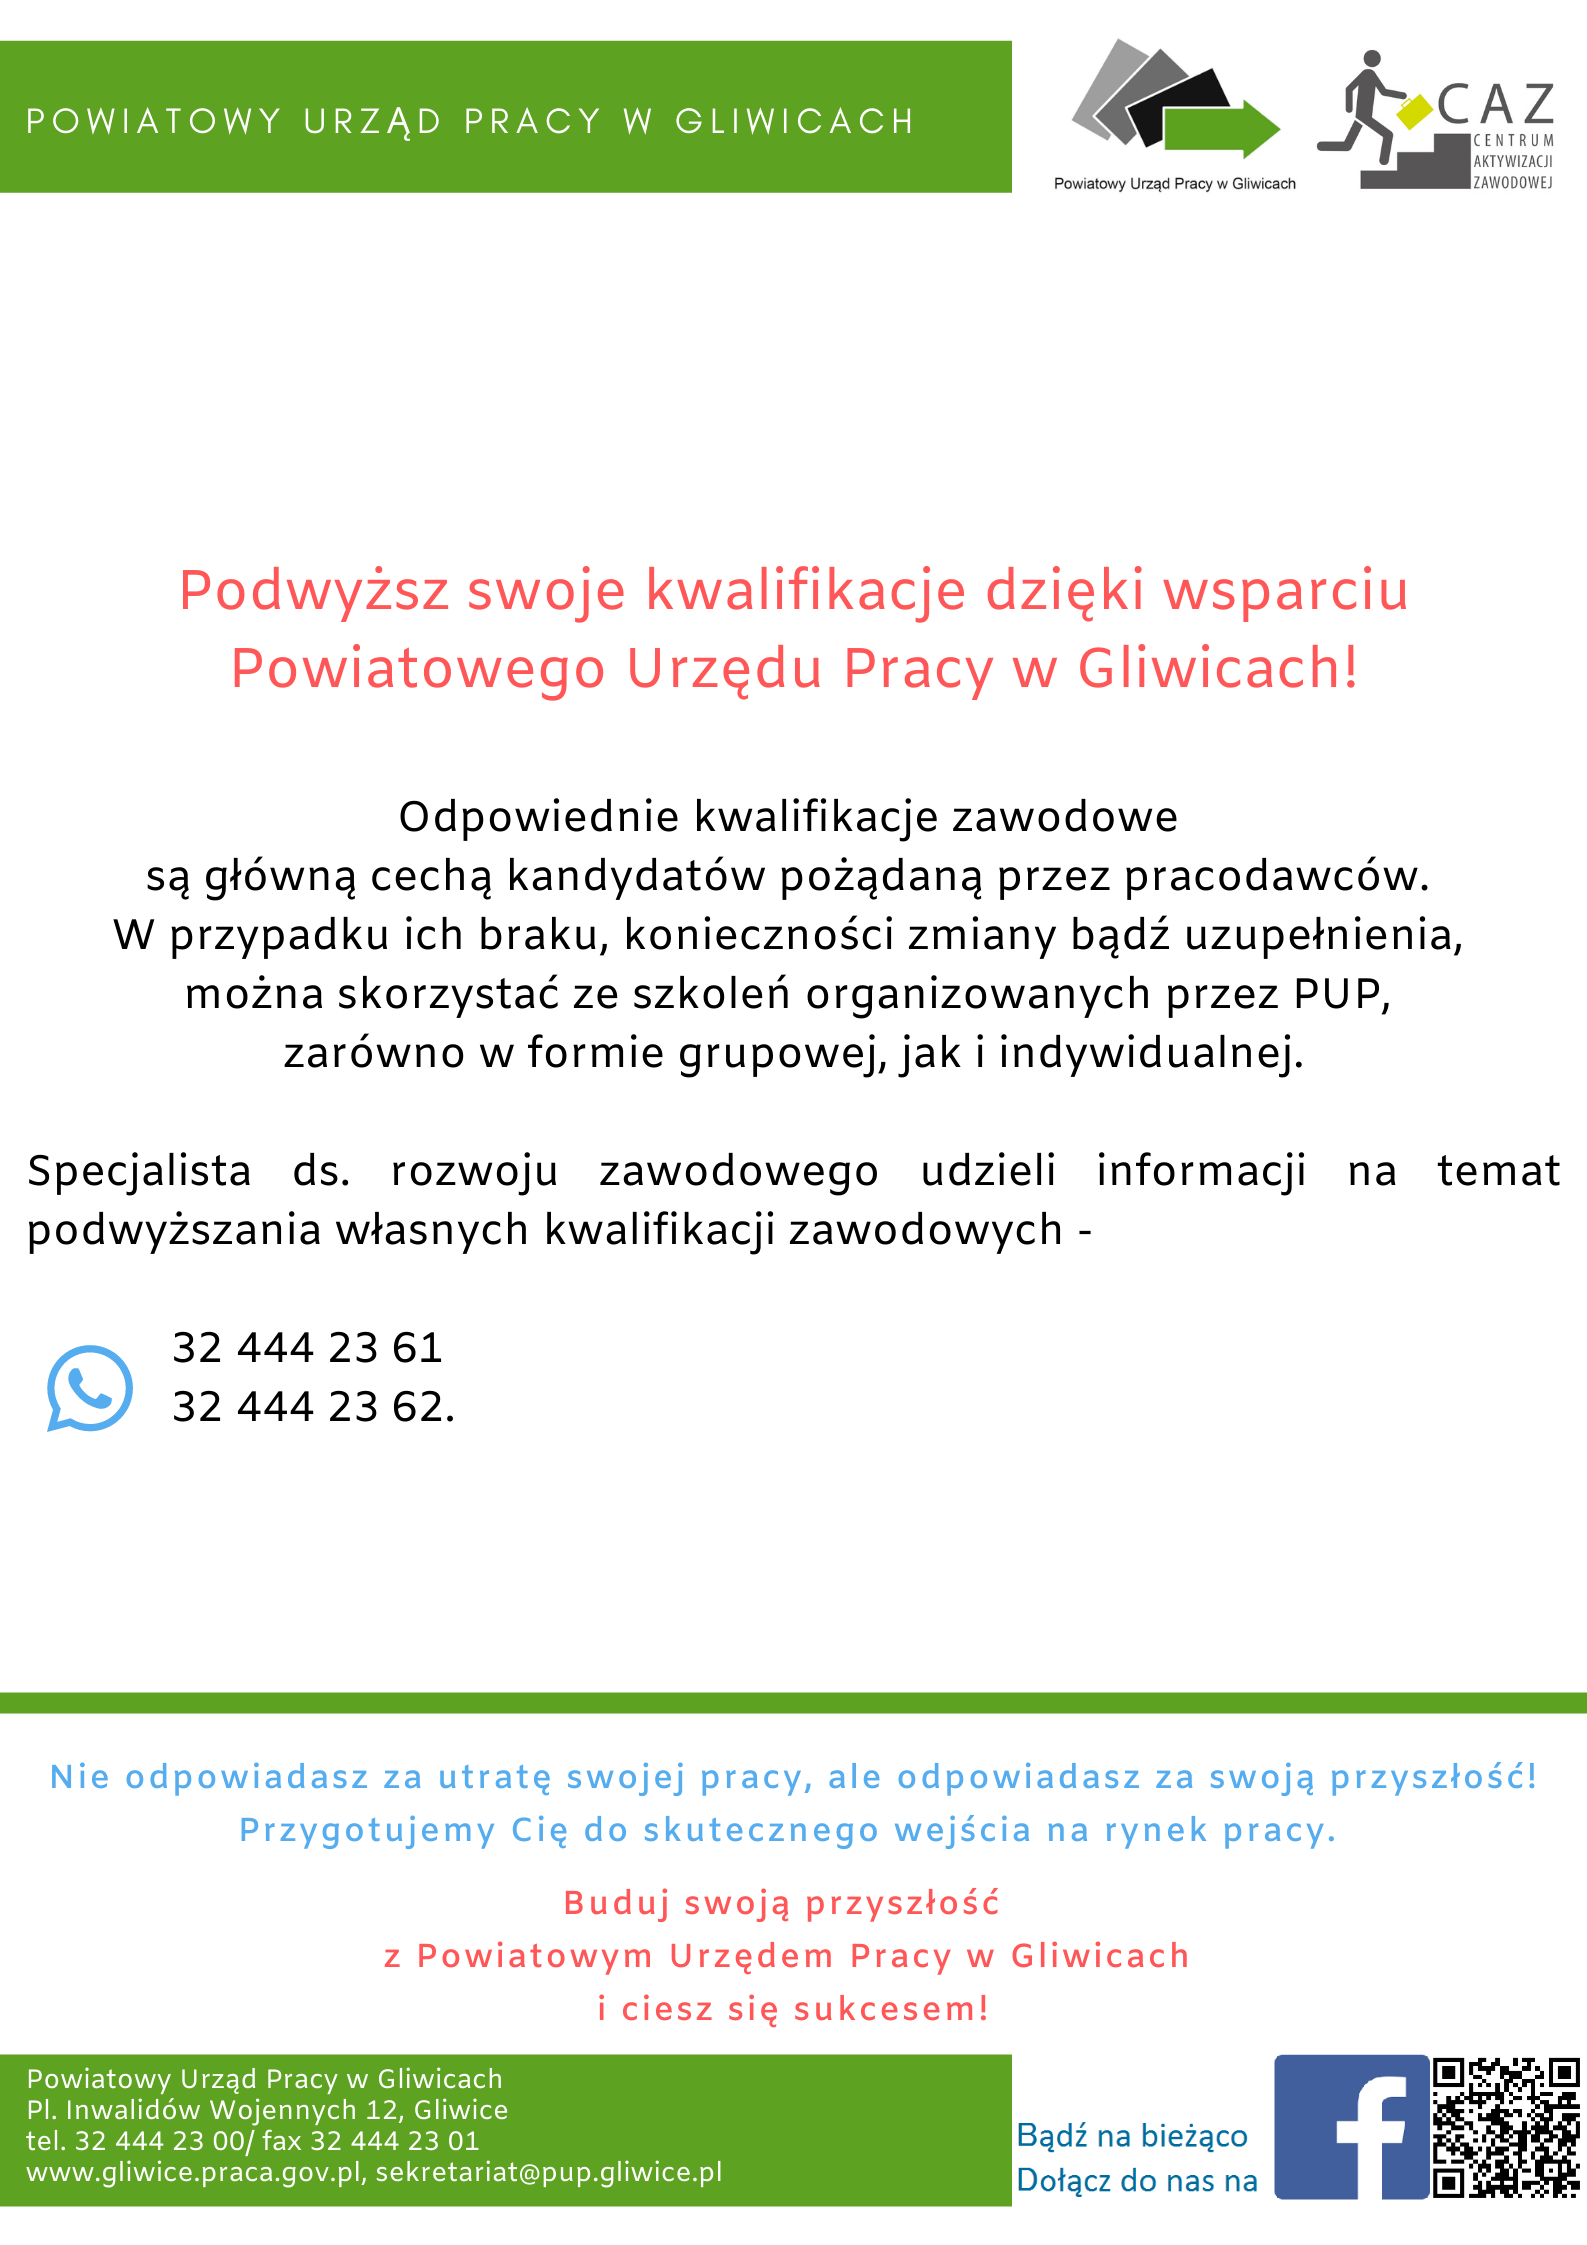 POWIATOWY URZĄD PRACY W GLIWICACH
Powiatowy Urząd Pracy w Gliwicach
CAZ
CENTRUM
AKTYWIZACJI
ZAWODOWEJ
Podwyższ swoje kwalifikacje dzięki wsparciu
Powiatowego Urzędu Pracy w Gliwicach!
Odpowiednie kwalifikacje zawodowe
są główną cechą kandydatów pożądaną przez pracodawców.
W przypadku ich braku, konieczności zmiany bądź uzupełnienia,
można skorzystać ze szkoleń organizowanych przez PUP,
zarówno w formie grupowej, jak i indywidualnej.
Specjalista ds. rozwoju zawodowego udzieli informacji na temat
podwyższania własnych kwalifikacji zawodowych -
32 444 23 61
32 444 23 62.
Nie odpowiadasz za utratę swojej pracy, ale odpowiadasz za swoją przyszłość!
Przygotujemy Cię do skutecznego wejścia na rynek pracy.
Buduj swoją przyszłość
z Powiatowym Urzędem Pracy w Gliwicach
i ciesz się sukcesem!
Powiatowy Urząd Pracy w Gliwicach
Pl. Inwalidów Wojennych 12, Gliwice
tel. 32 444 23 00/ fax 32 444 23 01
www.gliwice.praca.gov.pl, sekretariat@pup.gliwice.pl
Bądź na bieżąco
Dołącz do nas na
f